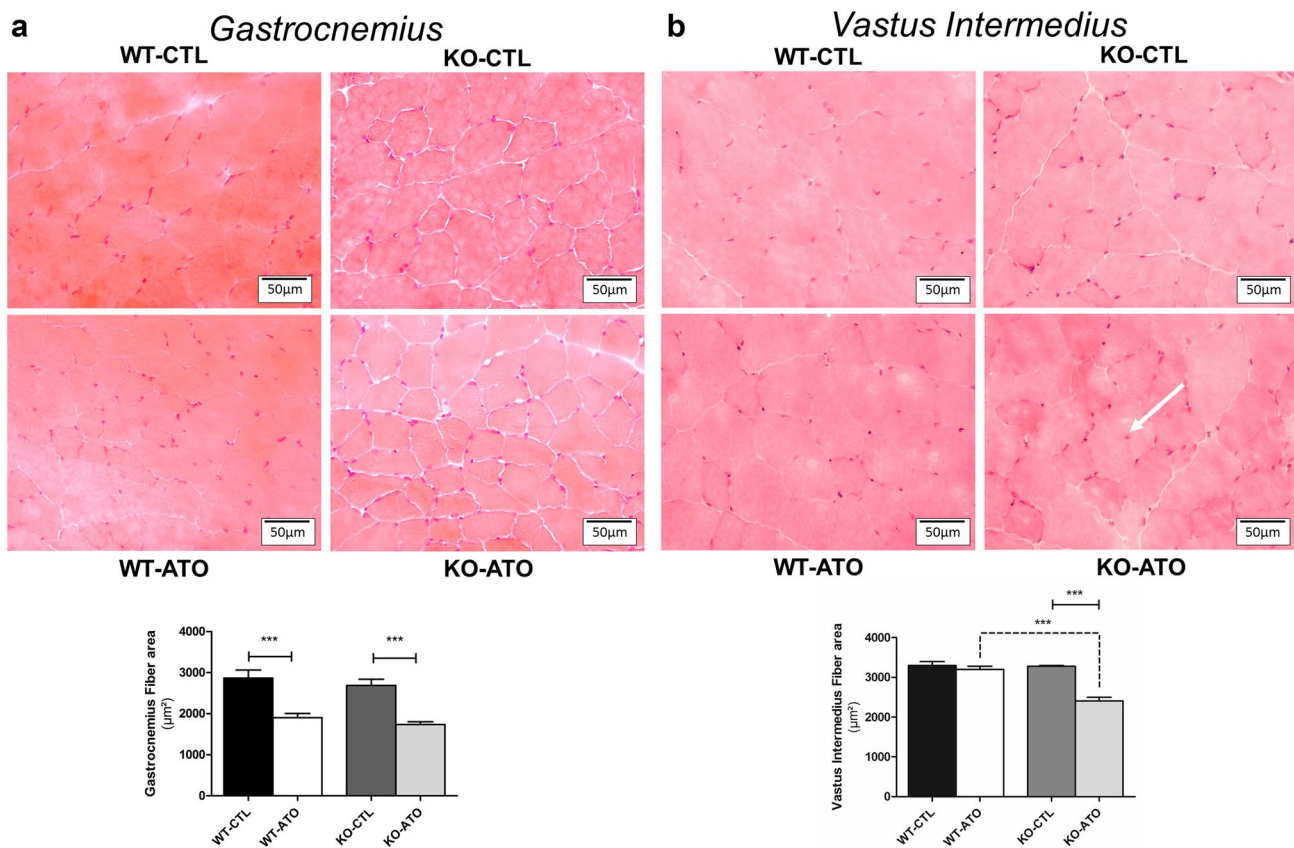 a
Gastrocnemius
WT-CTL
KO-CTL
50µm
50µm
50µm
50µm
WT-ATO
KO-ATO
Gastrocnemius Fiber area
(µm²)
4000
3000
2000
1000
0
***
***
WT-CTL
WT-ATO
KO-CTL
KO-ATO
b
Vastus Intermedius
WT-CTL
KO-CTL
50µm
50µm
50µm
50µm
WT-ATO
KO-ATO
Vastus Intermedius Fiber area
(µm²)
4000
3000
2000
1000
0
***
***
WT-CTL
WT-ATO
KO-CTL
KO-ATO